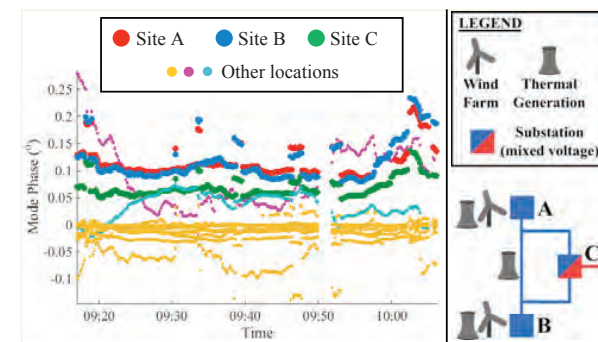 Site A Site B Site C
Other locations
Mode Phase (°)
0.25
0.2
0.15
0.1
0.05
0
-0.05
-0.1
09:20 09:30 09:40 09:50 10:00
Time
LEGEND
Wind Thermal
Farm Generation
Substation
(mixed voltage)
A
C
B